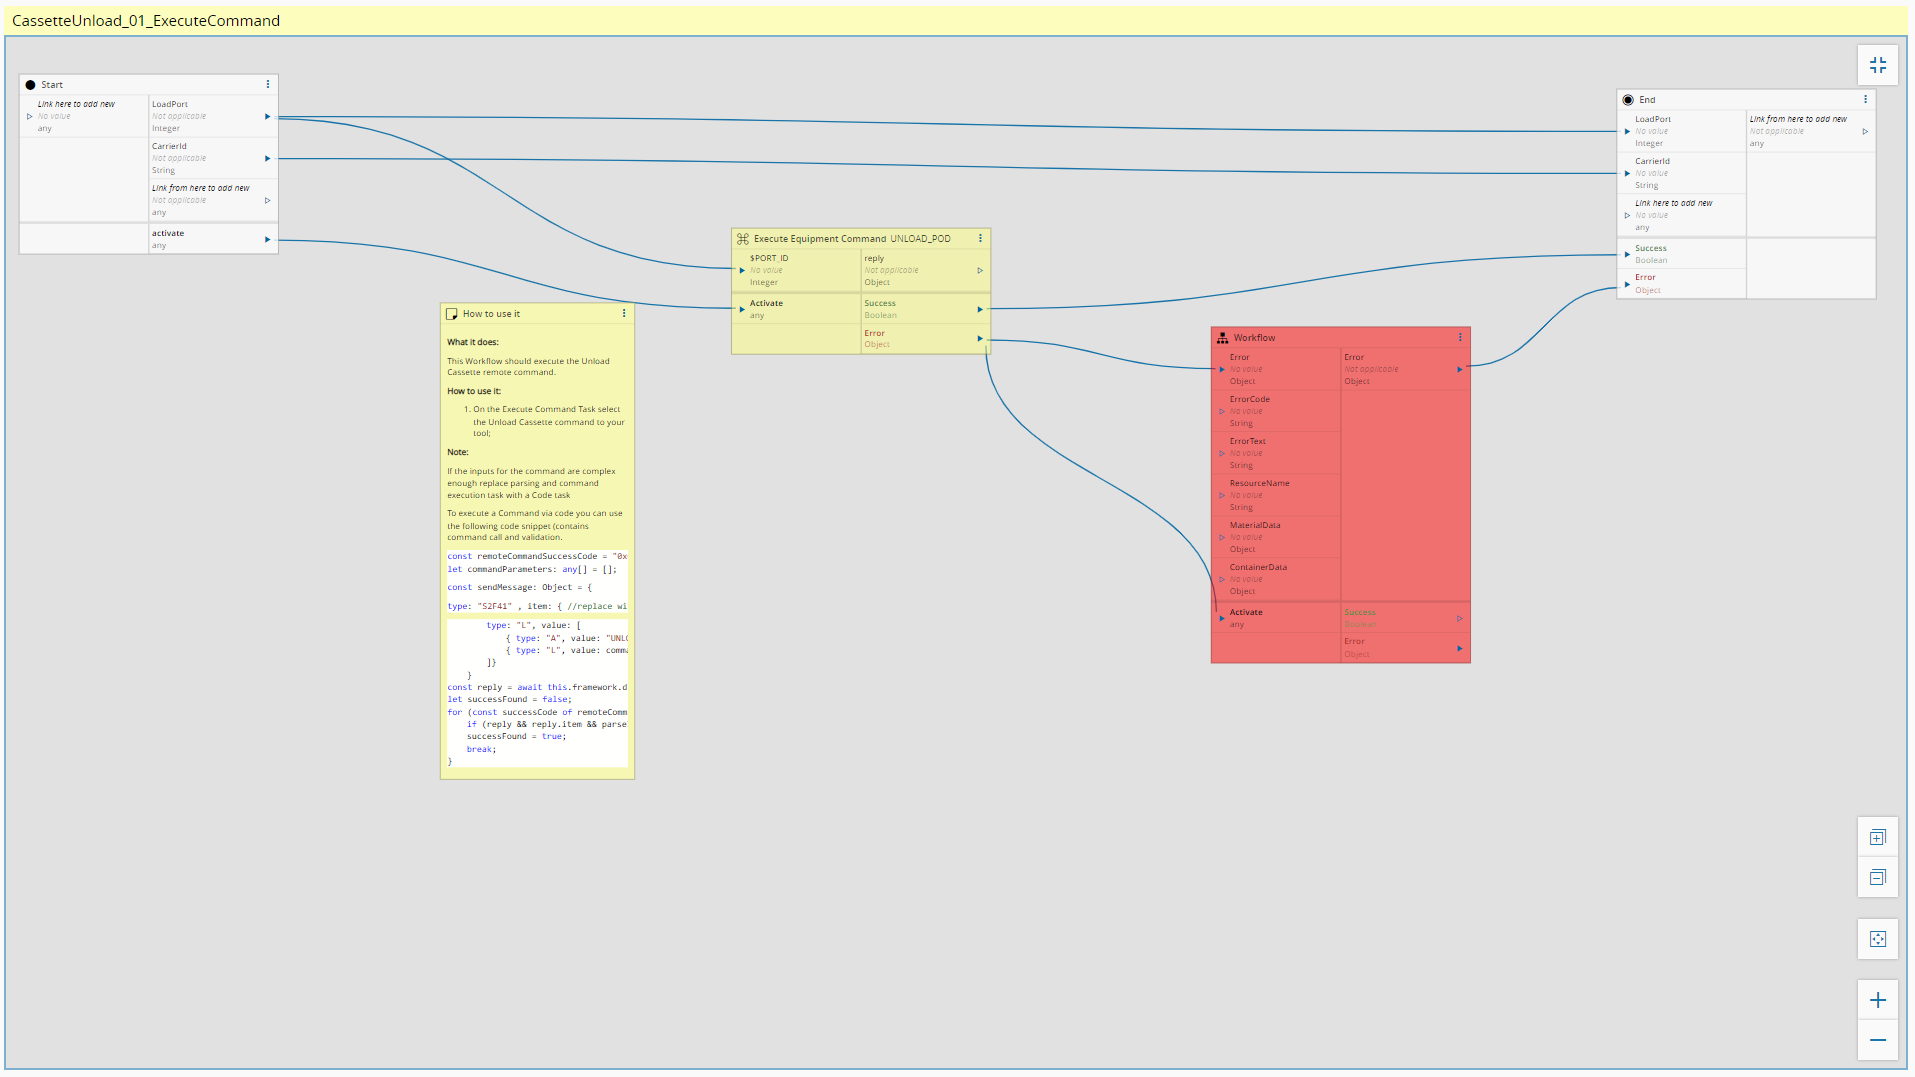 CassetteUnload_01_ExecuteCommand
Start
Link here to add new
No value
any
LoadPort
Not applicable
Integer
CarrierId
Not applicable
String
Link from here to add new
Not applicable
any
activate
any
How to use it
What it does:
This Workflow should execute the Unload
Cassette remote command.
How to use it:
1. On the Execute Command Task select
the Unload Cassette command to your
tool;
Note:
If the inputs for the command are complex
enough replace parsing and command
execution task with a Code task
To execute a Command via code you can use
the following code snippet (contains
command call and validation.
const remoteCommandSuccessCode = "0x
let commandParameters: any[] = [];
const sendMessage: Object = {
type: "S2F41" , item: { //replace wi
type: "L", value: [
{ type: "A", value: "UNLO
{ type: "L", value: comma
]}
}
const reply = await this.framework.d
let successFound = false;
for (const successCode of remoteComm
if (reply && reply.item && parse
successFound = true;
break;
}
Execute Equipment Command UNLOAD_POD
$PORT_ID
No value
Integer
reply
Not applicable
Object
Activate
any
Success
Boolean
Error
Object
Workflow
Error
No value
Object
ErrorCode
No value
String
ErrorText
No value
String
ResourceName
No value
String
MaterialData
No value
Object
ContainerData
No value
Object
Error
Not applicable
Object
Activate
any
Success
Boolean
Error
Object
End
LoadPort
No value
Integer
CarrierId
No value
String
Link here to add new
No value
any
Link from here to add new
Not applicable
any
Success
Boolean
Error
Object